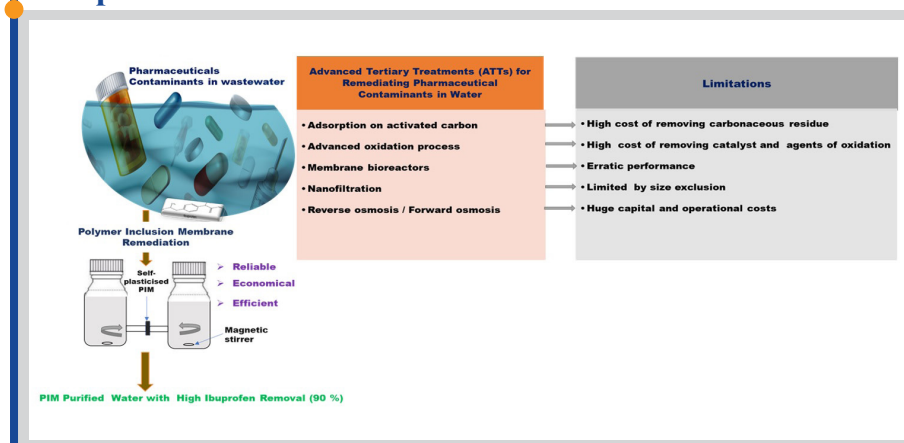 Pharmaceuticals
Contaminants in wastewater
Polymer Inclusion Membrane
Remediation
Self-
plasticised
PIM
➢ Reliable
➢ Economical
➢ Efficient
Magnetic
stirrer
PIM Purified Water with High Ibuprofen Removal (90 %)
Advanced Tertiary Treatments (ATTs) for
Remediating Pharmaceutical
Contaminants in Water
• Adsorption on activated carbon
• Advanced oxidation process
• Membrane bioreactors
• Nanofiltration
• Reverse osmosis / Forward osmosis
Limitations
• High cost of removing carbonaceous residue
• High cost of removing catalyst and agents of oxidation
• Erratic performance
• Limited by size exclusion
• Huge capital and operational costs